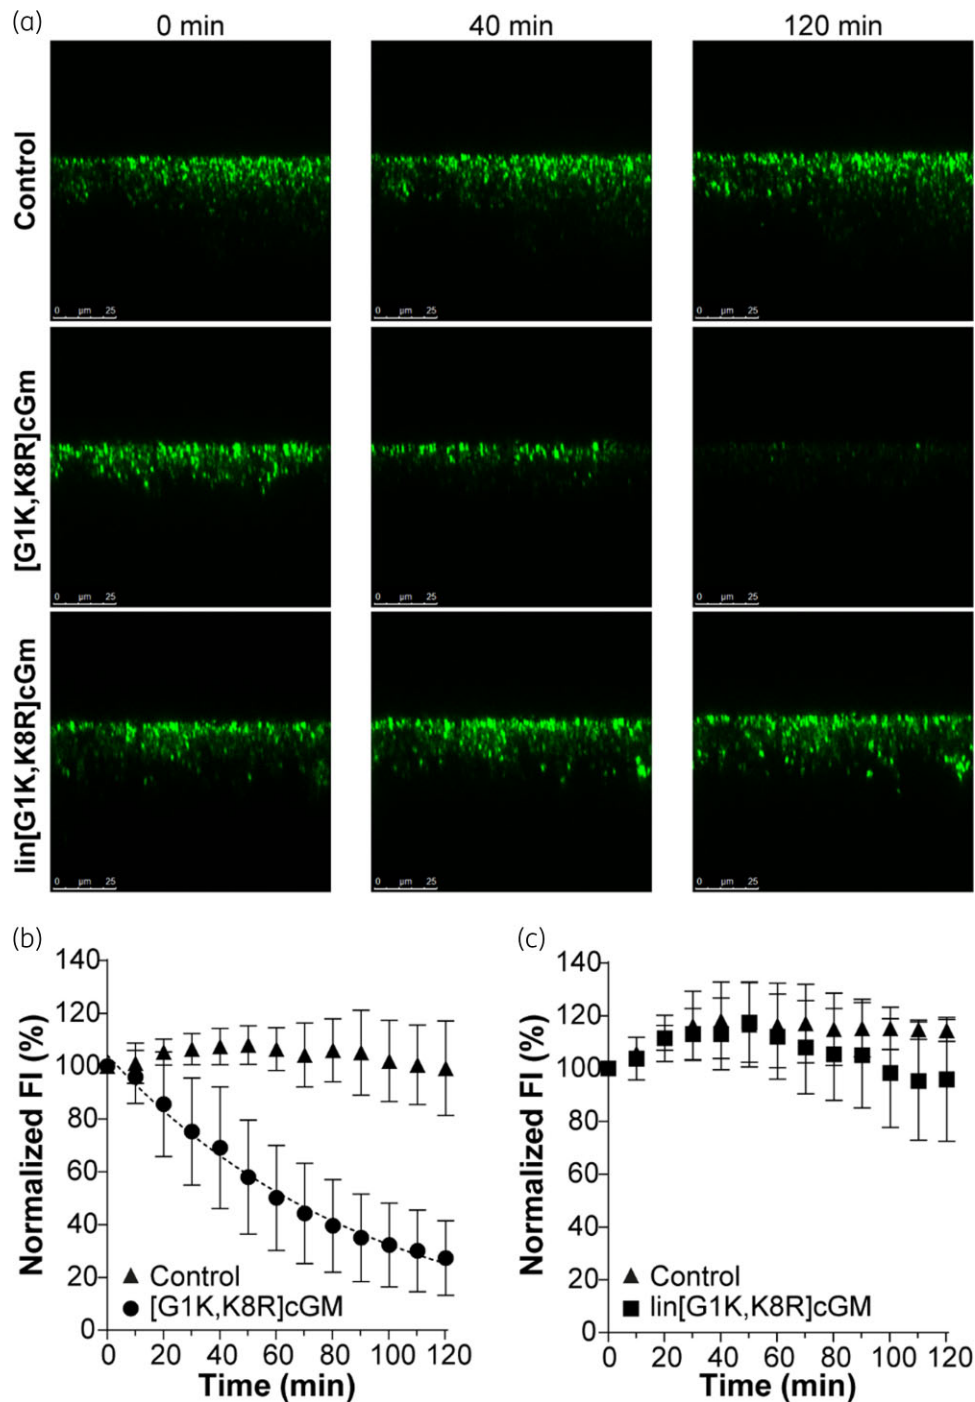 (a)
0 min 40 min 120 min
Control
0 µm 25
0 µm 25
0 µm 25
[G1K,K8R]cGm
0 µm 25
0 µm 25
0 µm 25
lin[G1K,K8R]cGm
0 µm 25
0 µm 25
0 µm 25
(b)
Normalized FI (%)
140
120
100
80
60
40
20
0
Control
[G1K,K8R]cGM
0 20 40 60 80 100 120
Time (min)
(c)
Normalized FI (%)
140
120
100
80
60
40
20
0
Control
lin[G1K,K8R]cGM
0 20 40 60 80 100 120
Time (min)